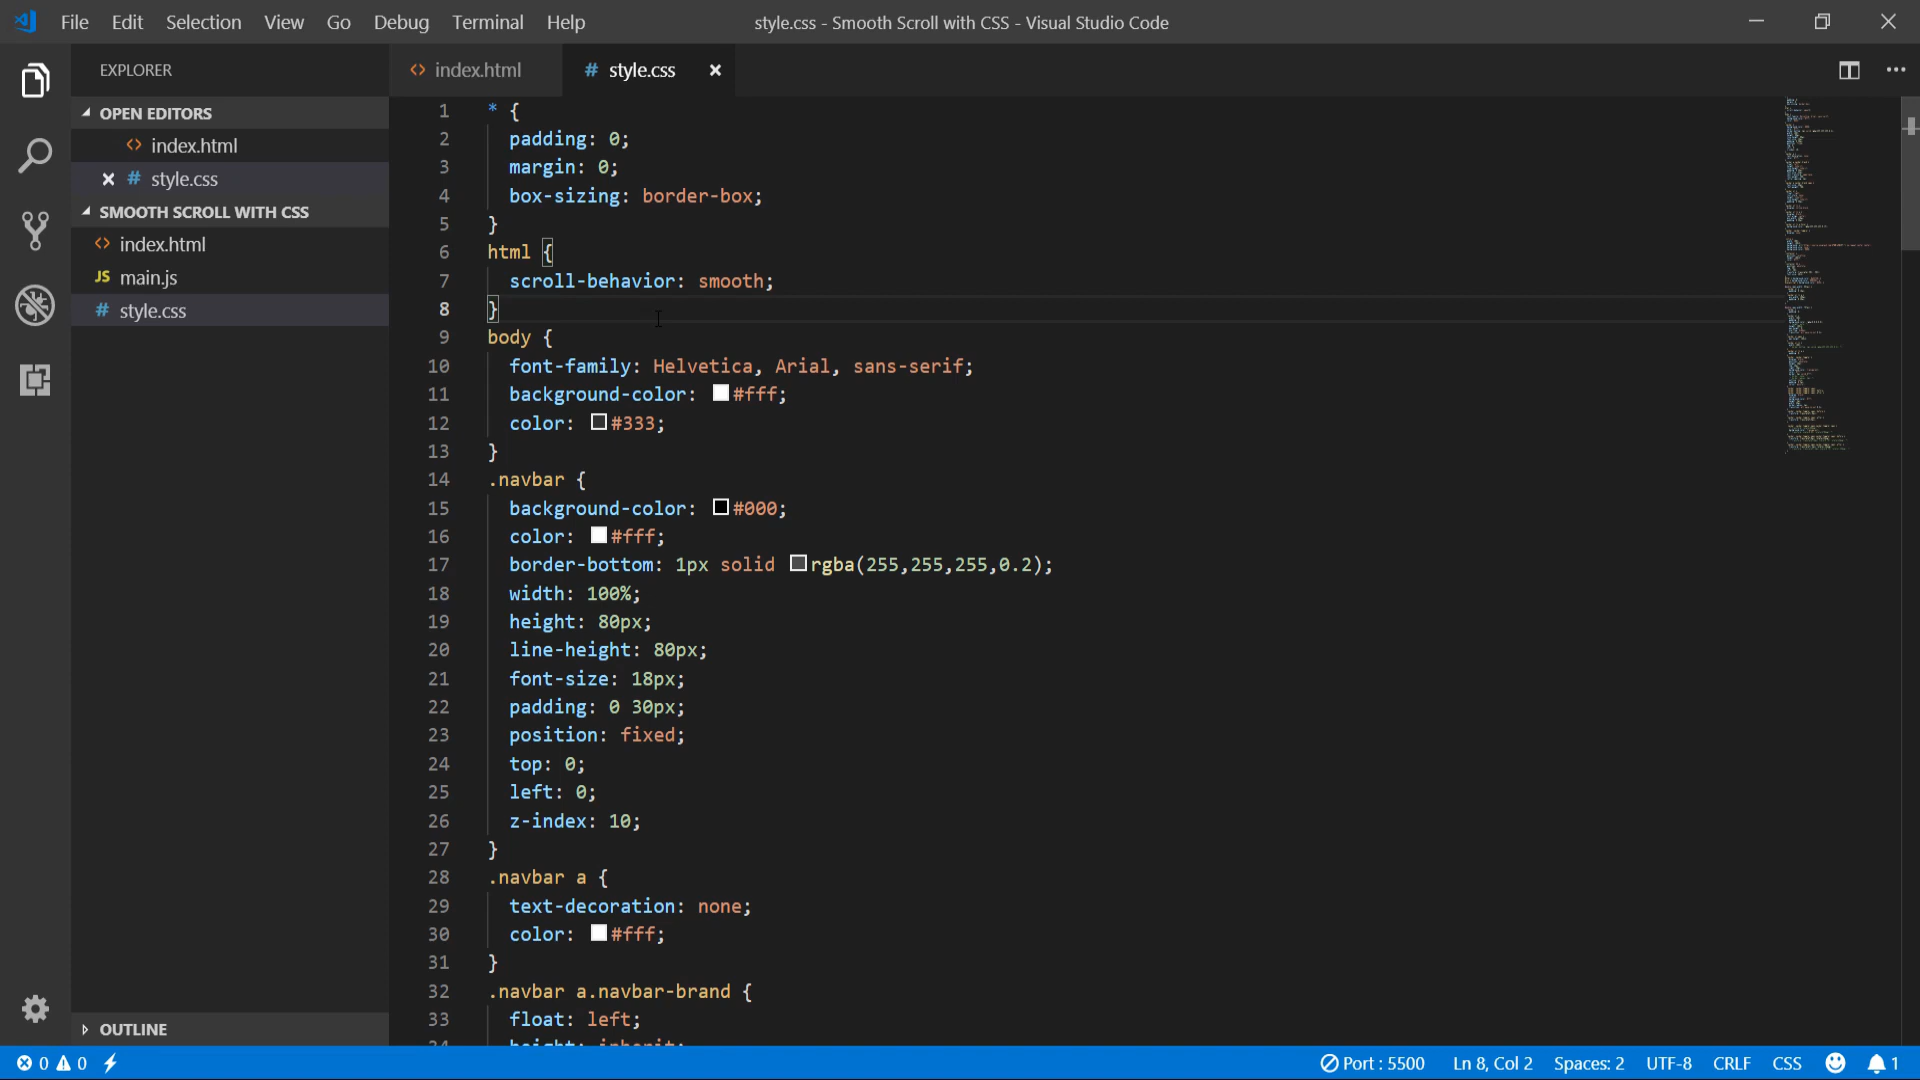 File Edit Selection View Go Debug Terminal Help style.css - Smooth Scroll with CSS - Visual Studio Code
EXPLORER
OPEN EDITORS
<> index.html
# style.css
SMOOTH SCROLL WITH CSS
<> index.html
JS main.js
# style.css
OUTLINE
<> index.html # style.css
1 * {
2 padding: 0;
3 margin: 0;
4 box-sizing: border-box;
5 }
6 html {
7 scroll-behavior: smooth;
8 }
9 body {
10 font-family: Helvetica, Arial, sans-serif;
11 background-color: #fff;
12 color: #333;
13 }
14 .navbar {
15 background-color: #000;
16 color: #fff;
17 border-bottom: 1px solid rgba(255,255,255,0.2);
18 width: 100%;
19 height: 80px;
20 line-height: 80px;
21 font-size: 18px;
22 padding: 0 30px;
23 position: fixed;
24 top: 0;
25 left: 0;
26 z-index: 10;
27 }
28 .navbar a {
29 text-decoration: none;
30 color: #fff;
31 }
32 .navbar a.navbar-brand {
33 float: left;
34 height: inherit;
0 0 Port : 5500 Ln 8, Col 2 Spaces: 2 UTF-8 CRLF CSS 1